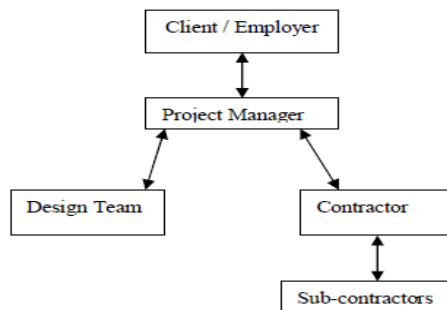 Client / Employer
Project Manager
Design Team
Contractor
Sub-contractors